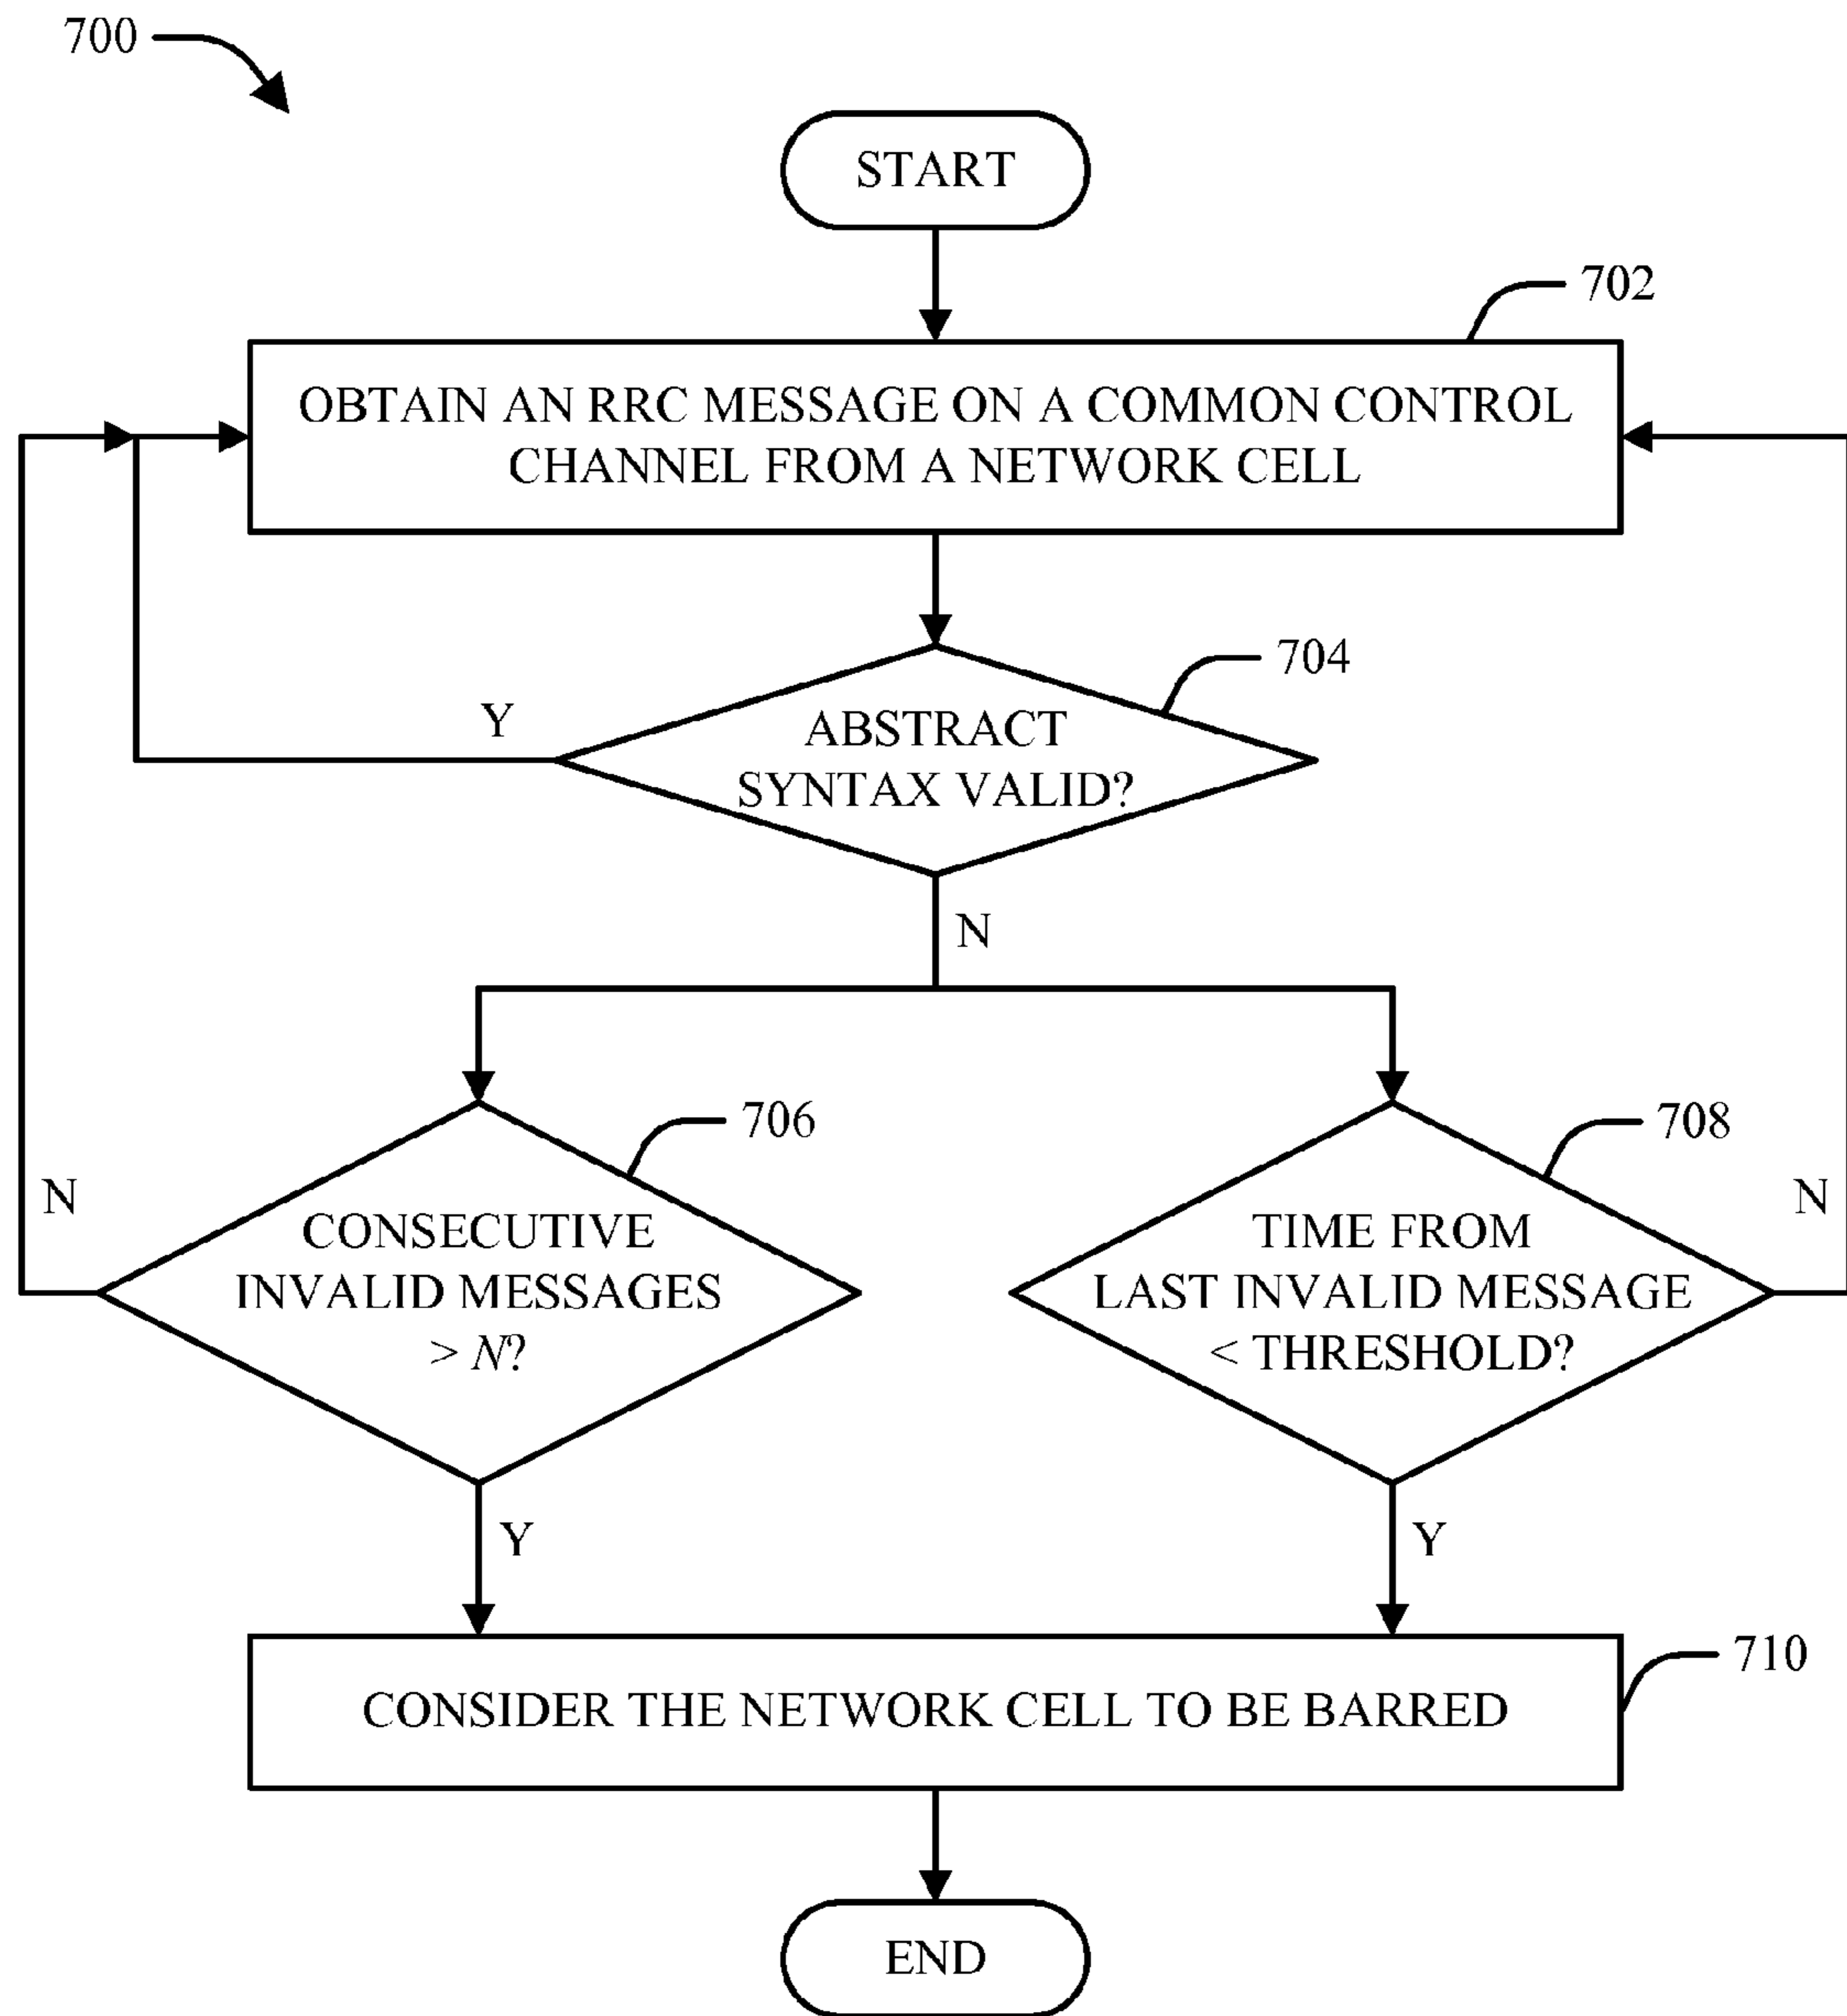 700
START
702
OBTAIN AN RRC MESSAGE ON A COMMON CONTROL
CHANNEL FROM A NETWORK CELL
704
Y
ABSTRACT
SYNTAX VALID?
N
706
708
N
CONSECUTIVE
INVALID MESSAGES
> N?
TIME FROM
LAST INVALID MESSAGE
< THRESHOLD?
N
Y
Y
710
CONSIDER THE NETWORK CELL TO BE BARRED
END